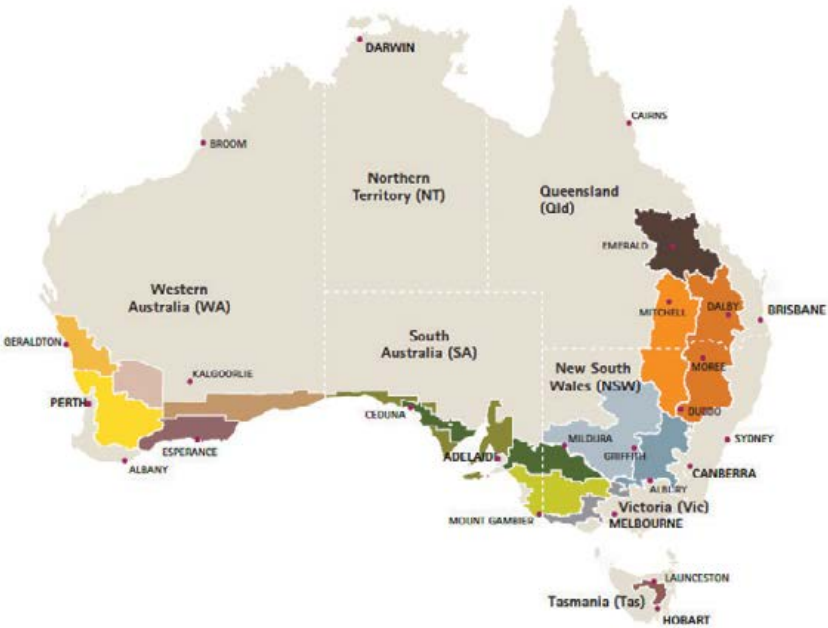 DARWIN
CAIRNS
BROOM
Northern
Territory (NT)
Queensland
(Qld)
EMERALD
Western
Australia (WA)
MITCHELL
DALBY
BRISBANE
GERALDTON
South
Australia (SA)
MOREE
New South
Wales (NSW)
KALGOORLIE
PERTH
CEDUNA
DUBBO
ESPERANCE
MILDURA
SYDNEY
ADELAIDE
GRIFFITH
ALBANY
CANBERRA
ALBURY
Victoria (Vic)
MOUNT GAMBIER
MELBOURNE
LAUNCESTON
Tasmania (Tas)
HOBART